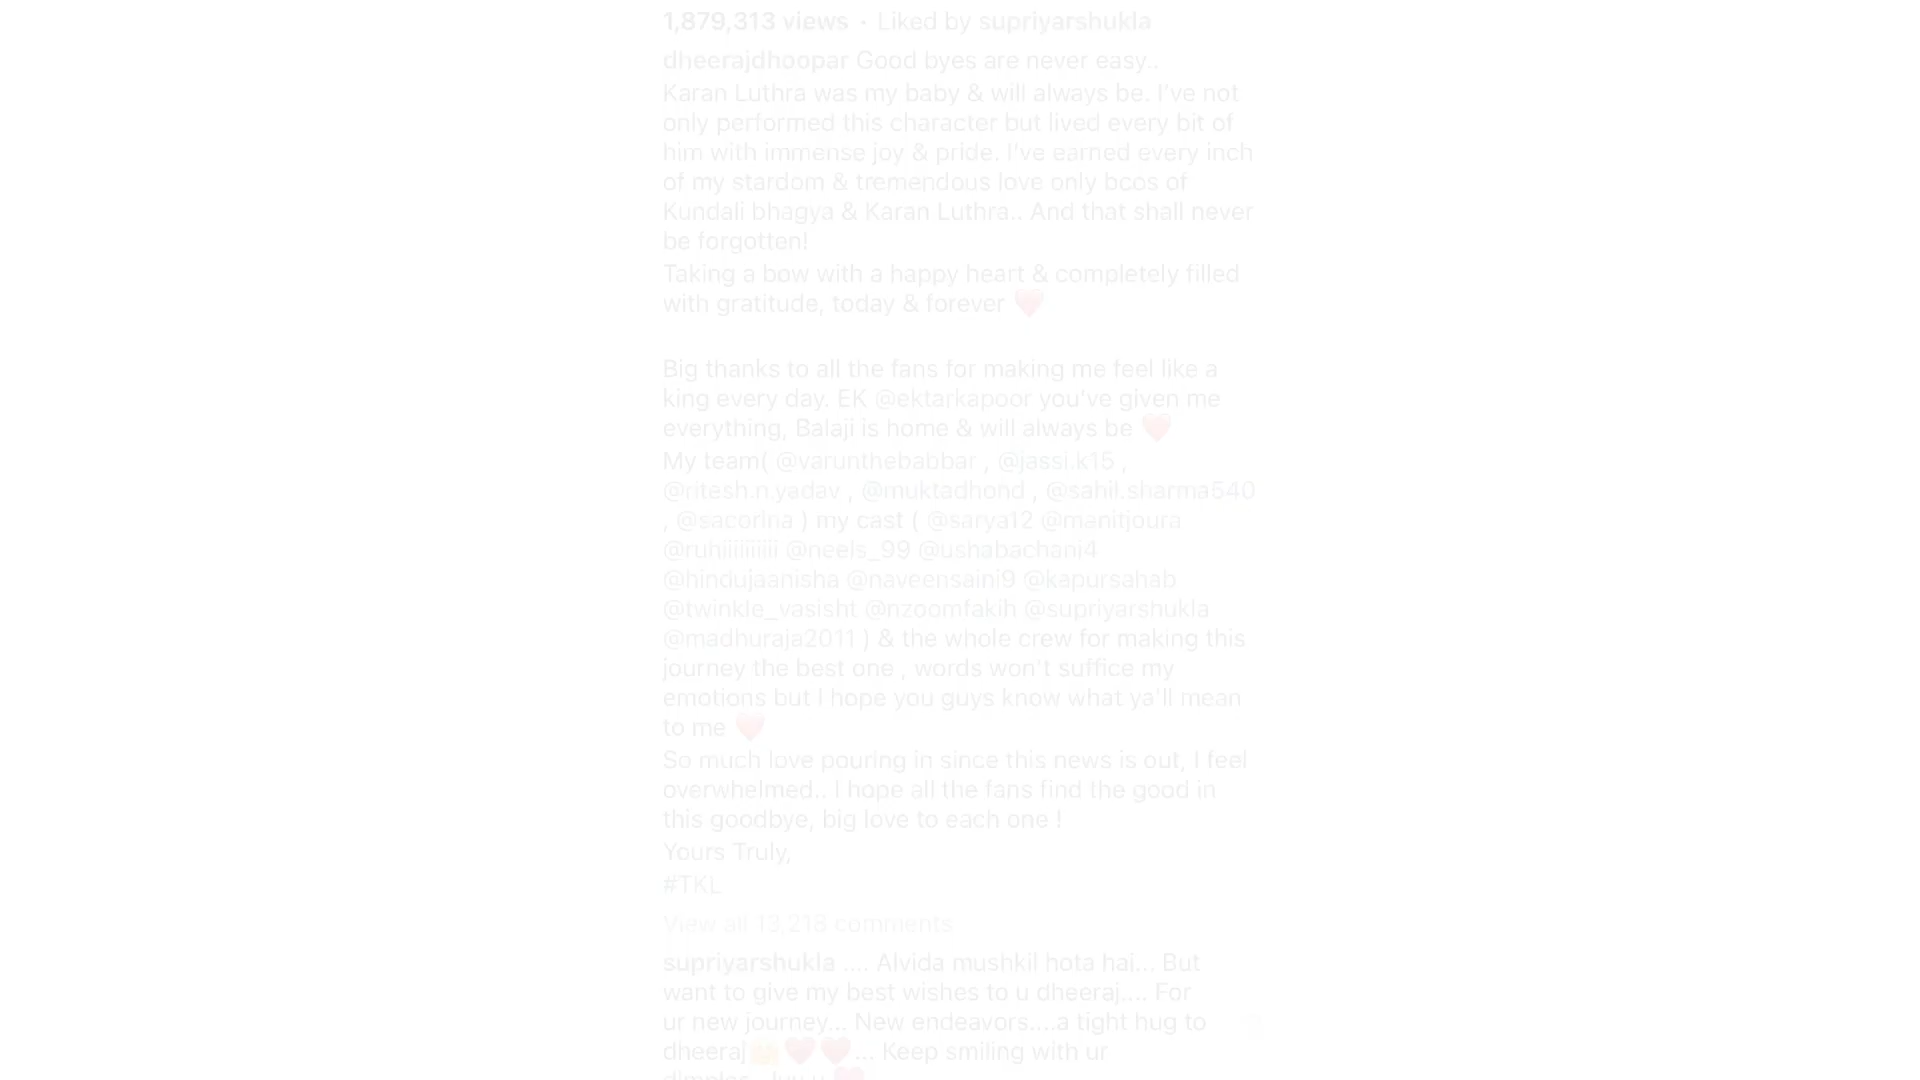 1,879,313 views · Liked by supriyarshukla
dheerajdhoopar Good byes are never easy..
Karan Luthra was my baby & will always be. I've not
only performed this character but lived every bit of
him with immense joy & pride. I've earned every inch
of my stardom & tremendous love only bcos of
Kundali bhagya & Karan Luthra.. And that shall never
be forgotten!
Taking a bow with a happy heart & completely filled
with gratitude, today & forever ❤️
Big thanks to all the fans for making me feel like a
king every day. EK @ektarkapoor you've given me
everything, Balaji is home & will always be ❤️
My team( @varunthebabbar , @jassi.k15 ,
@ritesh.n.yadav , @muktadhond , @sahil.sharma540
, @sacorina ) my cast ( @sarya12 @manitjoura
@ruhiiiiiiiiii @neels_99 @ushabachani4
@hindujaanisha @naveensaini9 @kapursahab
@twinkle_vasisht @nzoomfakih @supriyarshukla
@madhuraja2011 ) & the whole crew for making this
journey the best one , words won't suffice my
emotions but I hope you guys know what ya'll mean
to me ❤️
So much love pouring in since this news is out, I feel
overwhelmed.. I hope all the fans find the good in
this goodbye, big love to each one !
Yours Truly,
#TKL
View all 13,218 comments
supriyarshukla .... Alvida mushkil hota hai... But
want to give my best wishes to u dheeraj.... For
ur new journey... New endeavors....a tight hug to
dheeraj🤗❤️❤️... Keep smiling with ur
dimples...luv u ❤️